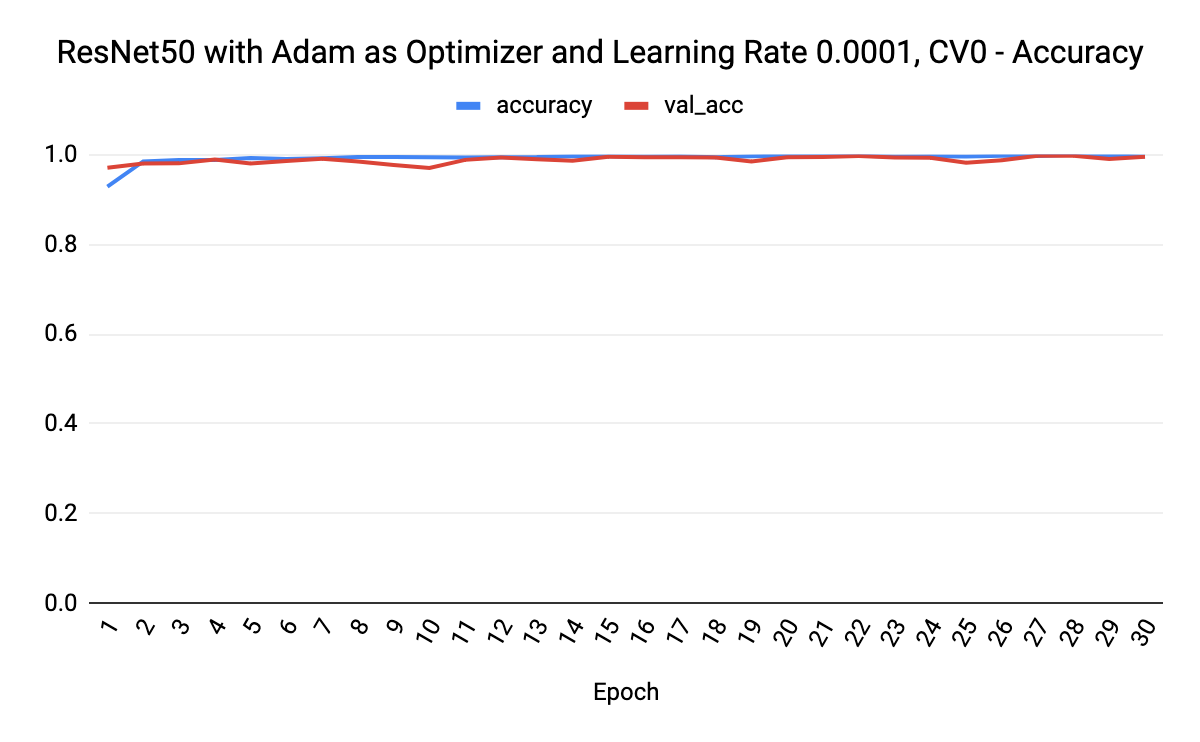 ResNet50 with Adam as Optimizer and Learning Rate 0.0001, CV0 - Accuracy
accuracy val_acc
1.0
0.8
0.6
0.4
0.2
0.0
1 2 3 4 5 6 7 8 9 10 11 12 13 14 15 16 17 18 19 20 21 22 23 24 25 26 27 28 29 30
Epoch